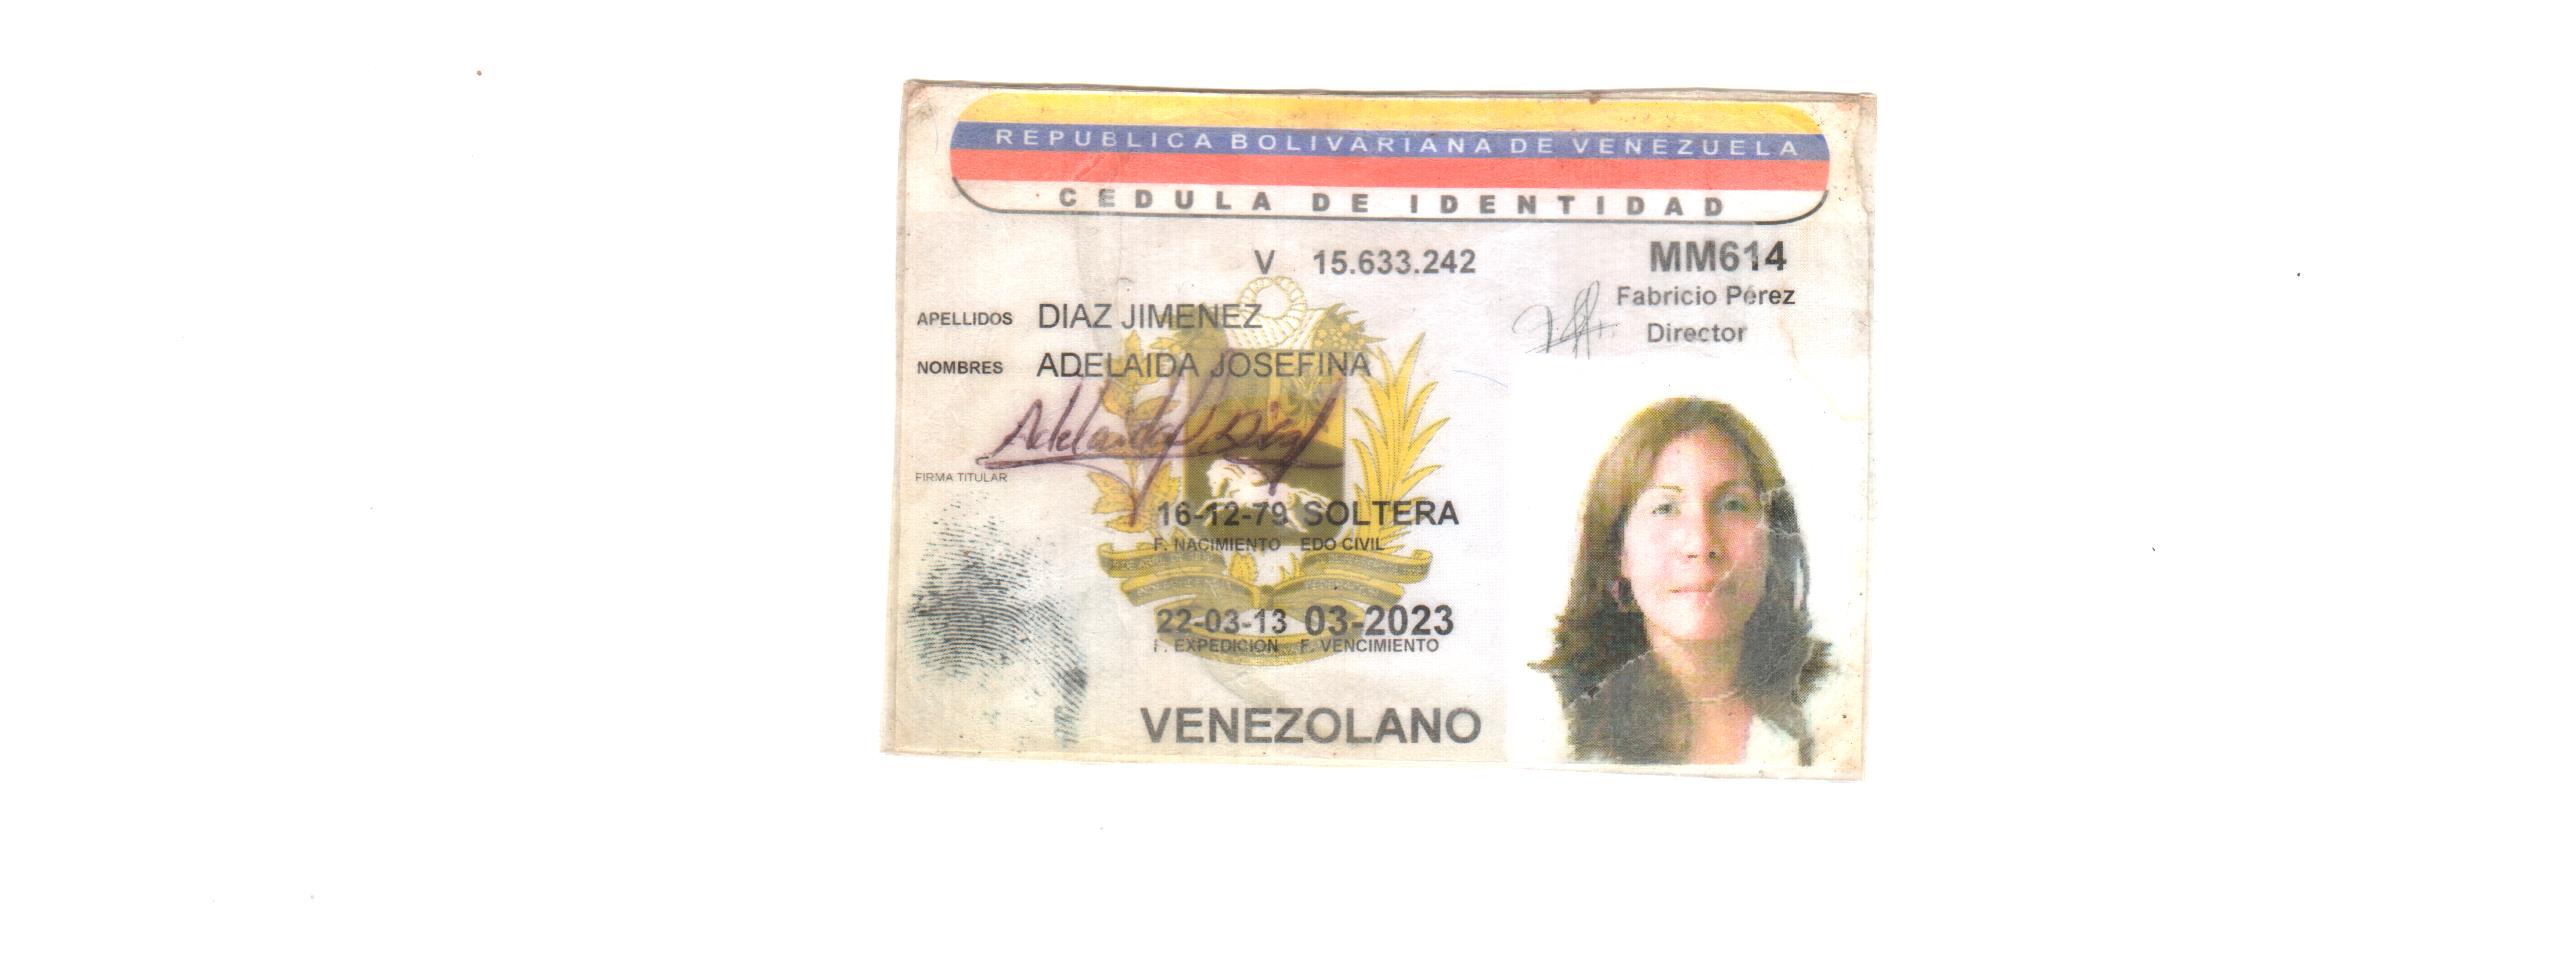 REPUBLICA BOLIVARIANA DE VENEZUELA
CEDULA DE IDENTIDAD
V 15.633.242
MM614
Fabricio Pérez
Director
APELLIDOS DIAZ JIMENEZ
NOMBRES ADELAIDA JOSEFINA
Adelaida J Diaz
FIRMA TITULAR
16-12-79 SOLTERA
F. NACIMIENTO EDO CIVIL
22-03-13 03-2023
F. EXPEDICION F. VENCIMIENTO
VENEZOLANO